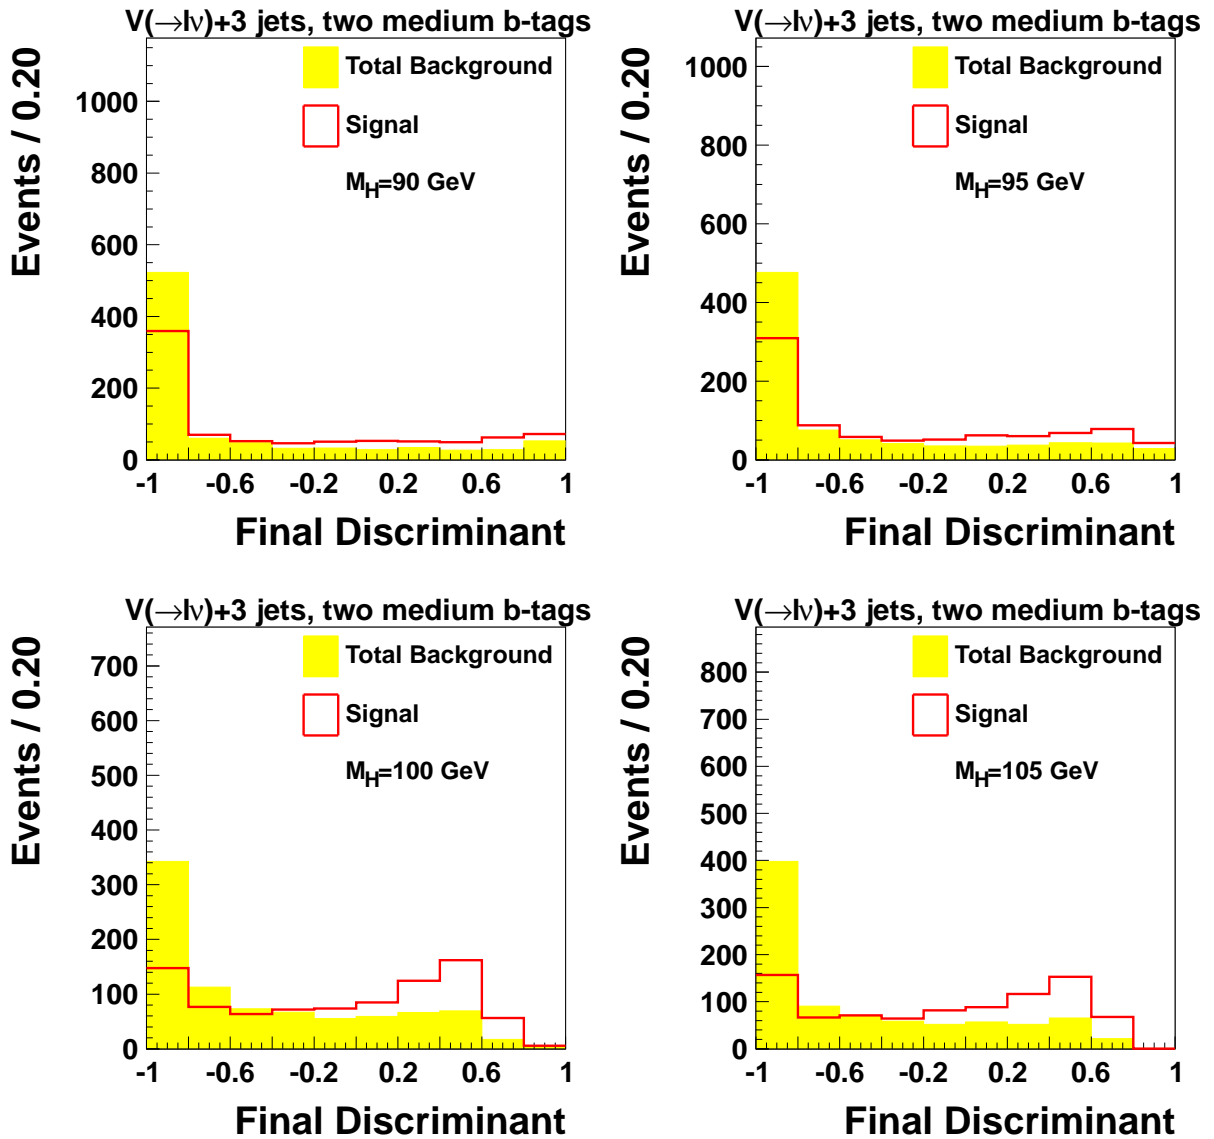 V(→lν)+3 jets, two medium b-tags
Events / 0.20
Total Background
Signal
M_H=90 GeV
1000
800
600
400
200
0
-1 -0.6 -0.2 0.2 0.6 1
Final Discriminant
V(→lν)+3 jets, two medium b-tags
Events / 0.20
Total Background
Signal
M_H=95 GeV
1000
800
600
400
200
0
-1 -0.6 -0.2 0.2 0.6 1
Final Discriminant
V(→lν)+3 jets, two medium b-tags
Events / 0.20
Total Background
Signal
M_H=100 GeV
700
600
500
400
300
200
100
0
-1 -0.6 -0.2 0.2 0.6 1
Final Discriminant
V(→lν)+3 jets, two medium b-tags
Events / 0.20
Total Background
Signal
M_H=105 GeV
800
700
600
500
400
300
200
100
0
-1 -0.6 -0.2 0.2 0.6 1
Final Discriminant